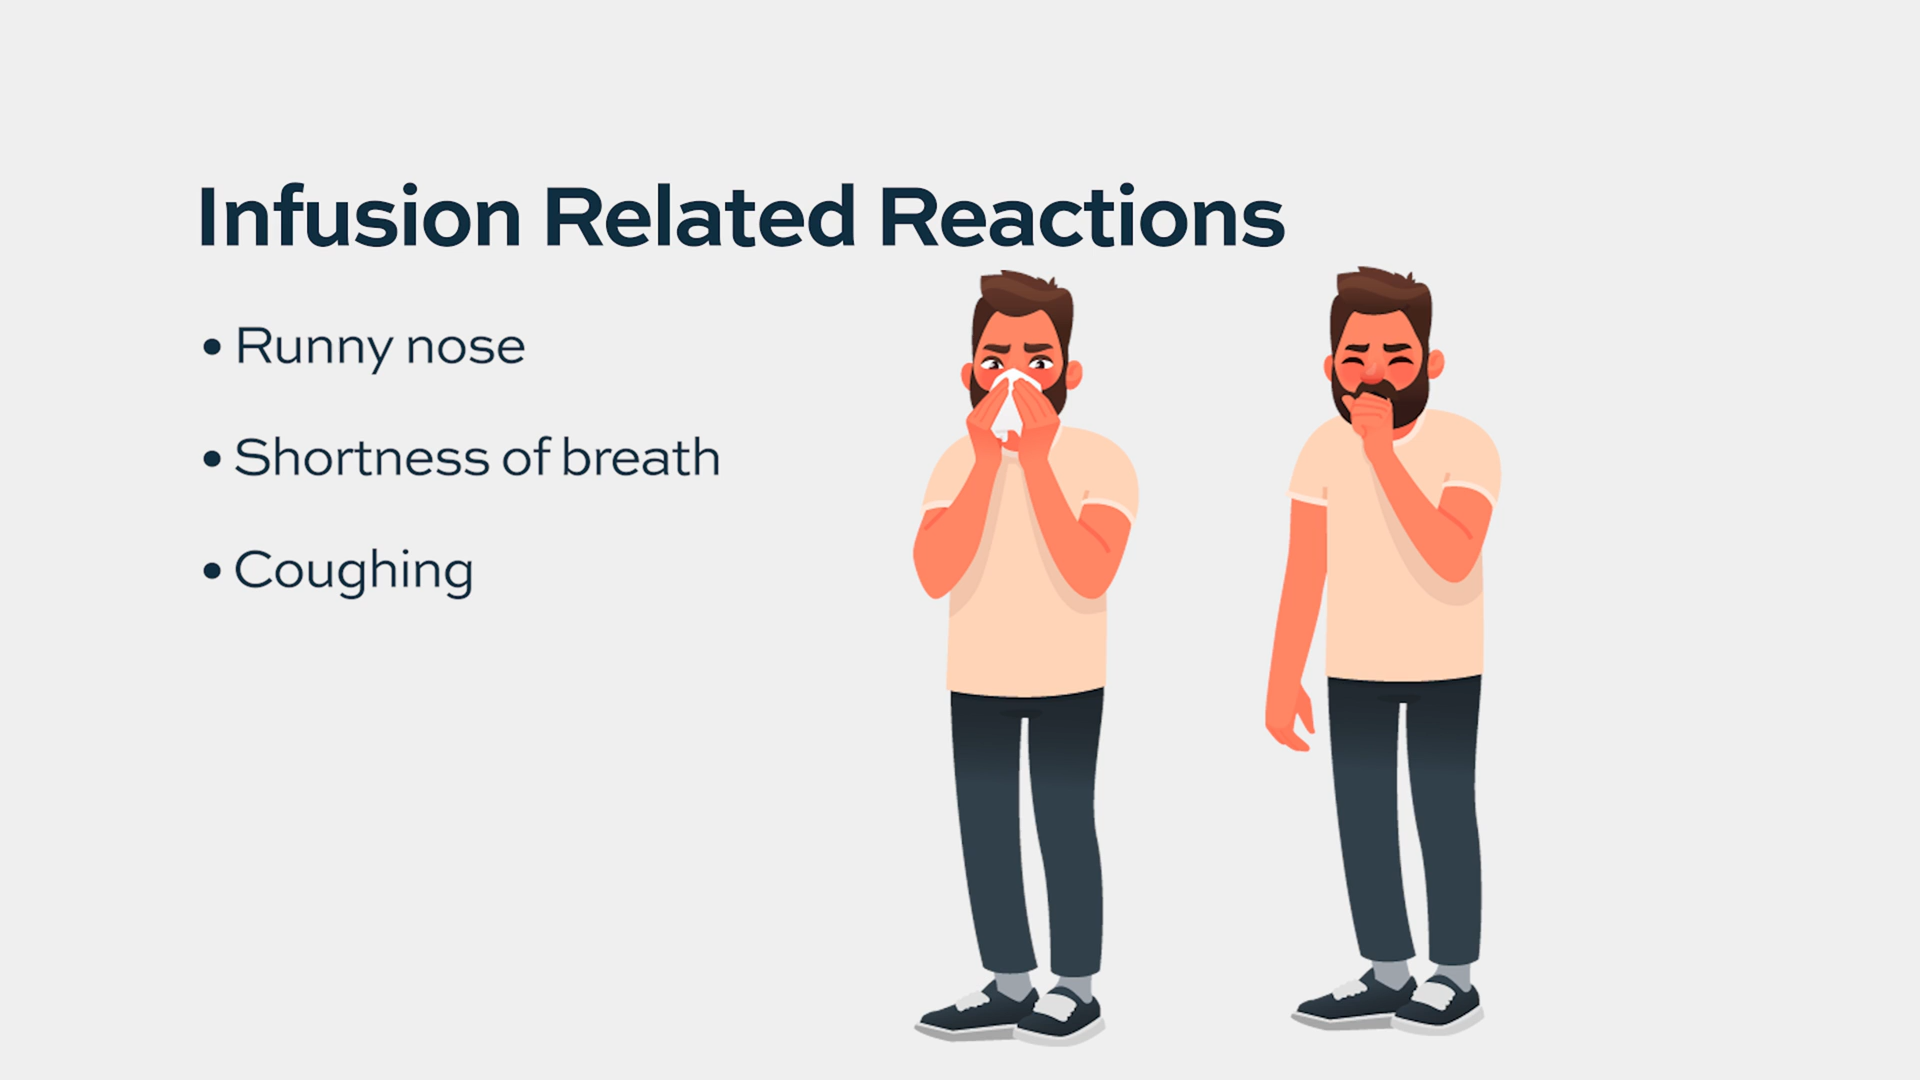 Infusion Related Reactions
• Runny nose
• Shortness of breath
• Coughing